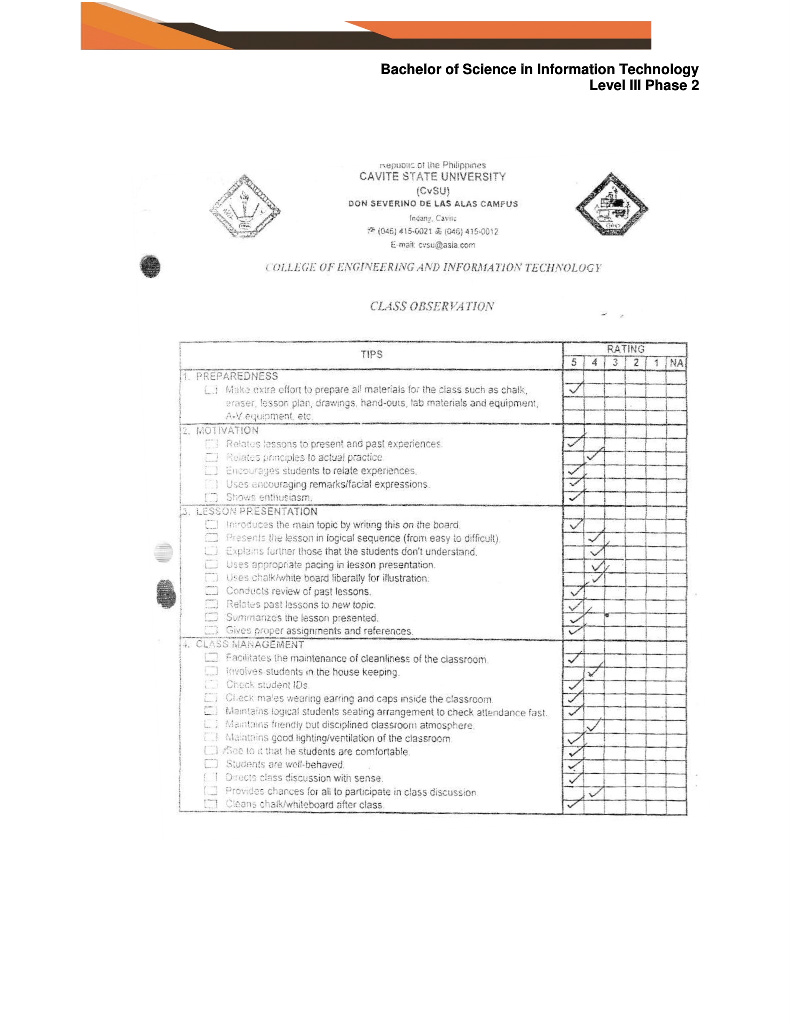 Bachelor of Science in Information Technology
Level III Phase 2
Republic of the Philippines
CAVITE STATE UNIVERSITY
(CvSU)
DON SEVERINO DE LAS ALAS CAMPUS
Indang, Cavite
(046) 415-0021 (046) 415-0012
E-mail: cvsu@asia.com
COLLEGE OF ENGINEERING AND INFORMATION TECHNOLOGY
CLASS OBSERVATION
TIPS
RATING
5 4 3 2 1 NA
1. PREPAREDNESS
Make extra effort to prepare all materials for the class such as chalk,
eraser, lesson plan, drawings, hand-outs, lab materials and equipment,
A-V equipment, etc.
2. MOTIVATION
Relates lessons to present and past experiences.
Relates principles to actual practice
Encourages students to relate experiences.
Uses encouraging remarks/facial expressions.
Shows enthusiasm.
3. LESSON PRESENTATION
Introduces the main topic by writing this on the board.
Presents the lesson in logical sequence (from easy to difficult).
Explains further those that the students don't understand.
Uses appropriate pacing in lesson presentation.
Uses chalk/white board liberally for illustration.
Conducts review of past lessons.
Relates past lessons to new topic.
Summarizes the lesson presented.
Gives proper assignments and references.
4. CLASS MANAGEMENT
Facilitates the maintenance of cleanliness of the classroom.
Involves students in the house keeping.
Check student IDs.
Check males wearing earring and caps inside the classroom.
Maintains logical students seating arrangement to check attendance fast.
Maintains friendly but disciplined classroom atmosphere.
Maintains good lighting/ventilation of the classroom.
See to it that he students are comfortable.
Students are well-behaved.
Directs class discussion with sense.
Provides chances for all to participate in class discussion.
Cleans chalk/whiteboard after class.